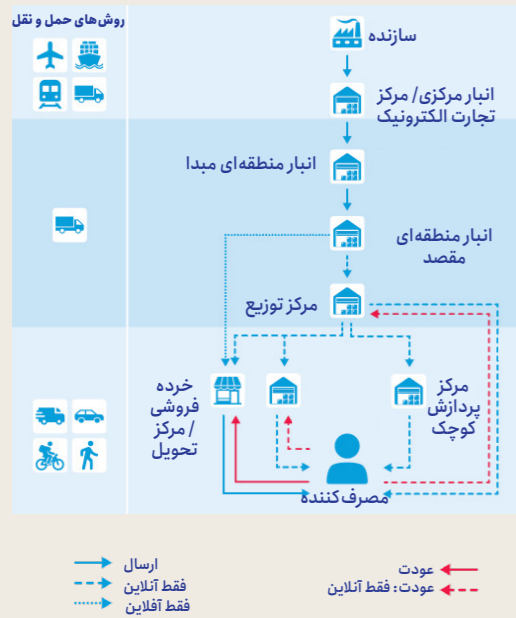 روش‌های حمل و نقل
سازنده
انبار مرکزی/ مرکز
تجارت الکترونیک
انبار منطقه‌ای مبدا
انبار منطقه‌ای
مقصد
مرکز توزیع
خرده
فروشی
/ مرکز
تحویل
مرکز
پردازش
کوچک
مصرف‌کننده
ارسال
فقط آنلاین
فقط آفلاین
عودت
عودت: فقط آنلاین